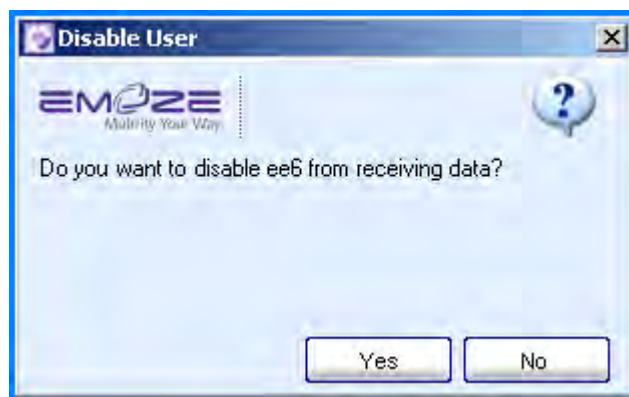 Disable User
EMOZE
Mobility Your Way
Do you want to disable ee6 from receiving data?
Yes
No